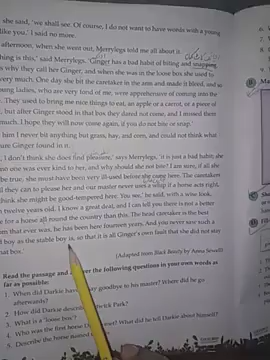 she said, 'we shall see. Of course, I do not want to have words with a young
like you.' I said no more.
afternoon, when she went out, Merrylegs told me all about it.
thing is this,' said Merrylegs. 'Ginger has a bad habit of biting and snapping
why they call her Ginger, and when she was in the loose box she used to
very much. One day she bit the caretaker in the arm and made it bleed, and so
ladies, who are very fond of me, were apprehensive of coming into the
They used to bring me nice things to eat, an apple or a carrot, or a piece of
but after Ginger stood in that box they dared not come, and I missed them
much. I hope they will now come again, if you do not bite or snap.'
him I never bit anything but grass, hay, and corn, and could not think what
sure Ginger found in it.
I don't think she does find pleasure,' says Merrylegs, 'it is just a bad habit; she
no one was ever kind to her, and why should she not bite? I am sure, if all she
be true, she must have been very ill-used before she came here. The caretakers
they can to please her and our master never uses a whip if a horse acts right,
think she might be good-tempered here. You see,' he said, with a wise look,
twelve years old. I know a great deal, and I can tell you there is not a better
for a horse all round the country than this. The head caretaker is the best
that ever was, he has been here fourteen years. And you never saw such a
boy as the stable boy is, so that it is all Ginger's own fault that she did not stay
that box.'
[Adapted from Black Beauty by Anna Sewell]
Read the passage and answer the following questions in your own words as
far as possible.
1. When did Darkie have say goodbye to his master? Where did he go
afterwards?
2. How did Darkie describe Park?
3. What is a 'loose box'?
4. Who was the first horse met? What did he tell Darkie about himself?
5. Describe the horse named